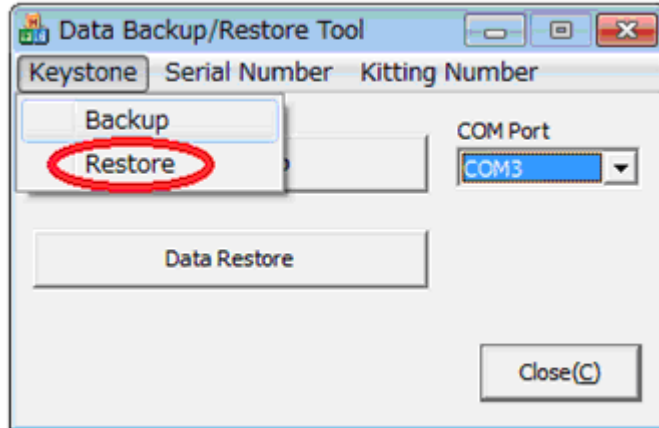 Data Backup/Restore Tool
Keystone Serial Number Kitting Number
Backup
COM Port
Restore
COM3
Data Restore
Close(C)